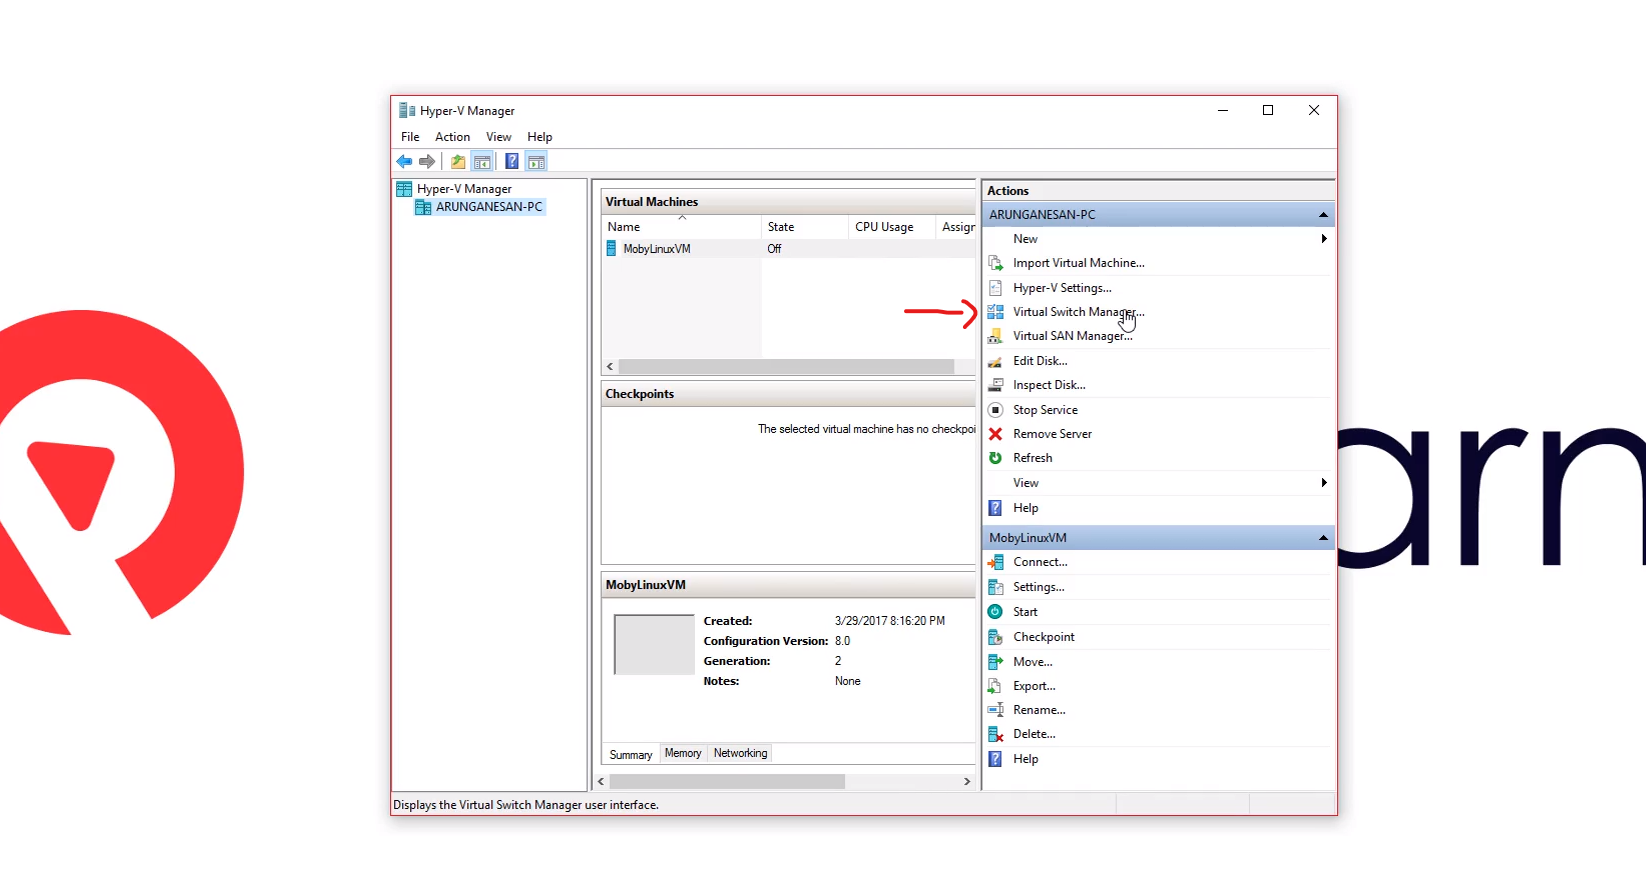 Hyper-V Manager
File Action View Help
Hyper-V Manager
ARUNGANESAN-PC
Virtual Machines
Name State CPU Usage Assign
MobyLinuxVM Off
Checkpoints
The selected virtual machine has no checkpoi
MobyLinuxVM
Created: 3/29/2017 8:16:20 PM
Configuration Version: 8.0
Generation: 2
Notes: None
Summary Memory Networking
Actions
ARUNGANESAN-PC
New
Import Virtual Machine...
Hyper-V Settings...
Virtual Switch Manager...
Virtual SAN Manager...
Edit Disk...
Inspect Disk...
Stop Service
Remove Server
Refresh
View
Help
MobyLinuxVM
Connect...
Settings...
Start
Checkpoint
Move...
Export...
Rename...
Delete...
Help
Displays the Virtual Switch Manager user interface.
arn